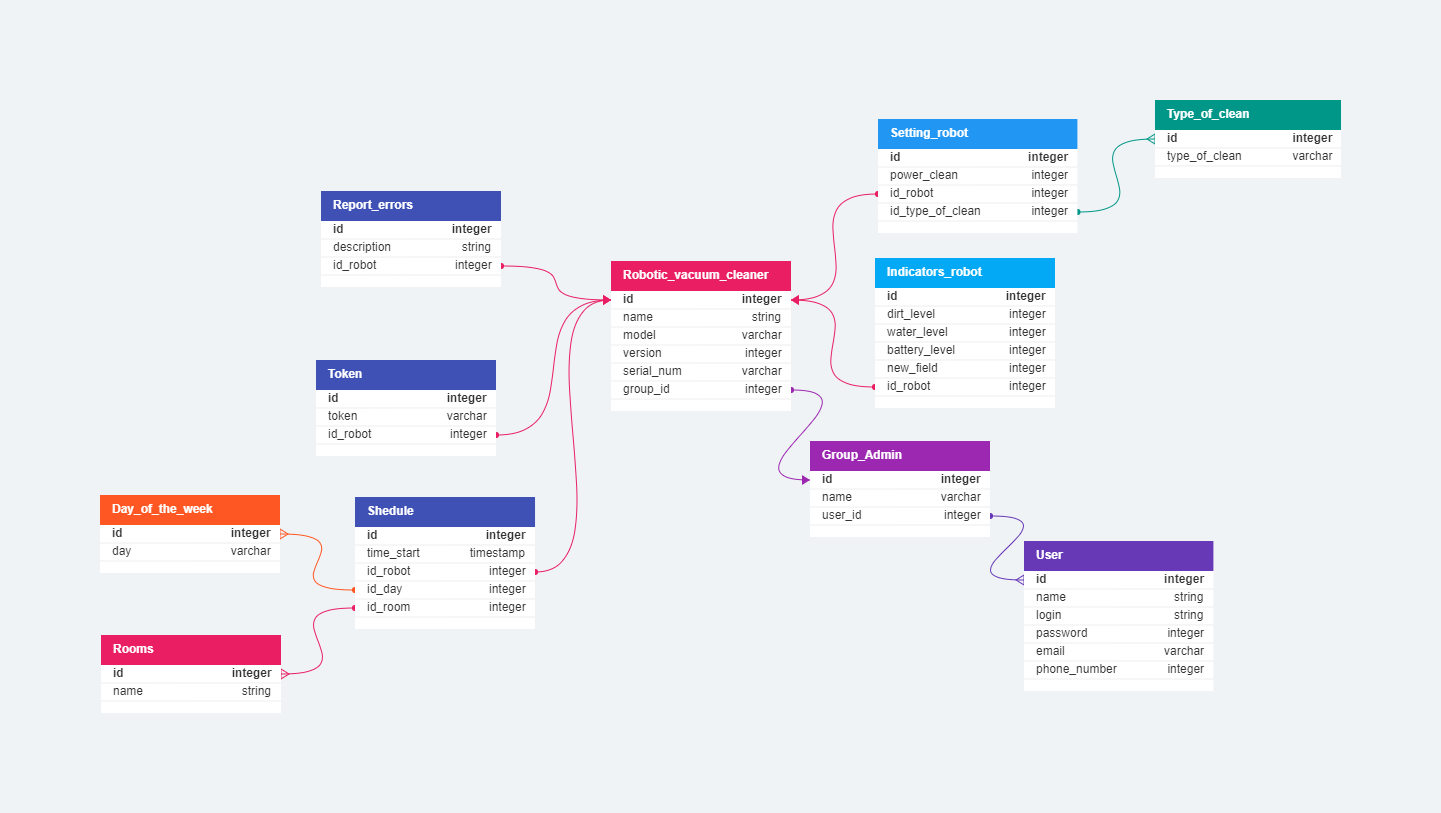 Type_of_clean
id integer
type_of_clean varchar
Setting_robot
id integer
power_clean integer
id_robot integer
id_type_of_clean integer
Report_errors
id integer
description string
id_robot integer
Robotic_vacuum_cleaner
id integer
name string
model varchar
version integer
serial_num varchar
group_id integer
Indicators_robot
id integer
dirt_level integer
water_level integer
battery_level integer
new_field integer
id_robot integer
Token
id integer
token varchar
id_robot integer
Group_Admin
id integer
name varchar
user_id integer
Day_of_the_week
id integer
day varchar
Shedule
id integer
time_start timestamp
id_robot integer
id_day integer
id_room integer
User
id integer
name string
login string
password integer
email varchar
phone_number integer
Rooms
id integer
name string